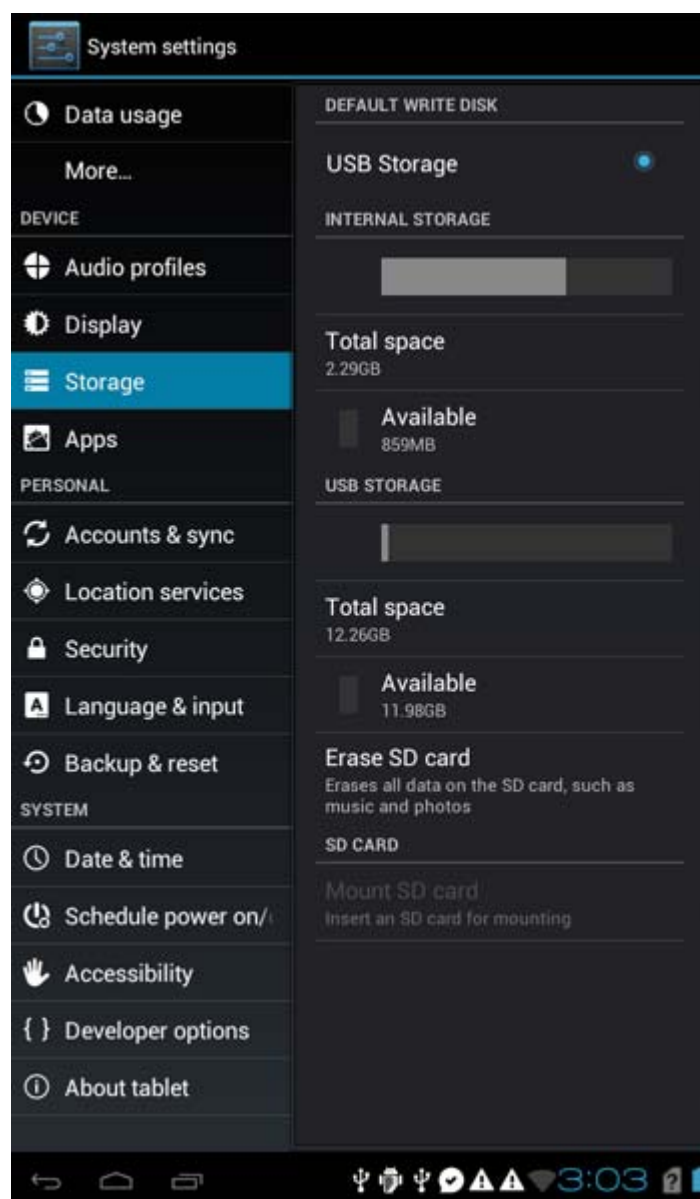 System settings
Data usage
More...
DEVICE
Audio profiles
Display
Storage
Apps
PERSONAL
Accounts & sync
Location services
Security
Language & input
Backup & reset
SYSTEM
Date & time
Schedule power on/
Accessibility
{ } Developer options
About tablet
DEFAULT WRITE DISK
USB Storage
INTERNAL STORAGE
Total space
2.29GB
Available
859MB
USB STORAGE
Total space
12.26GB
Available
11.98GB
Erase SD card
Erases all data on the SD card, such as
music and photos
SD CARD
Mount SD card
Insert an SD card for mounting
3:03